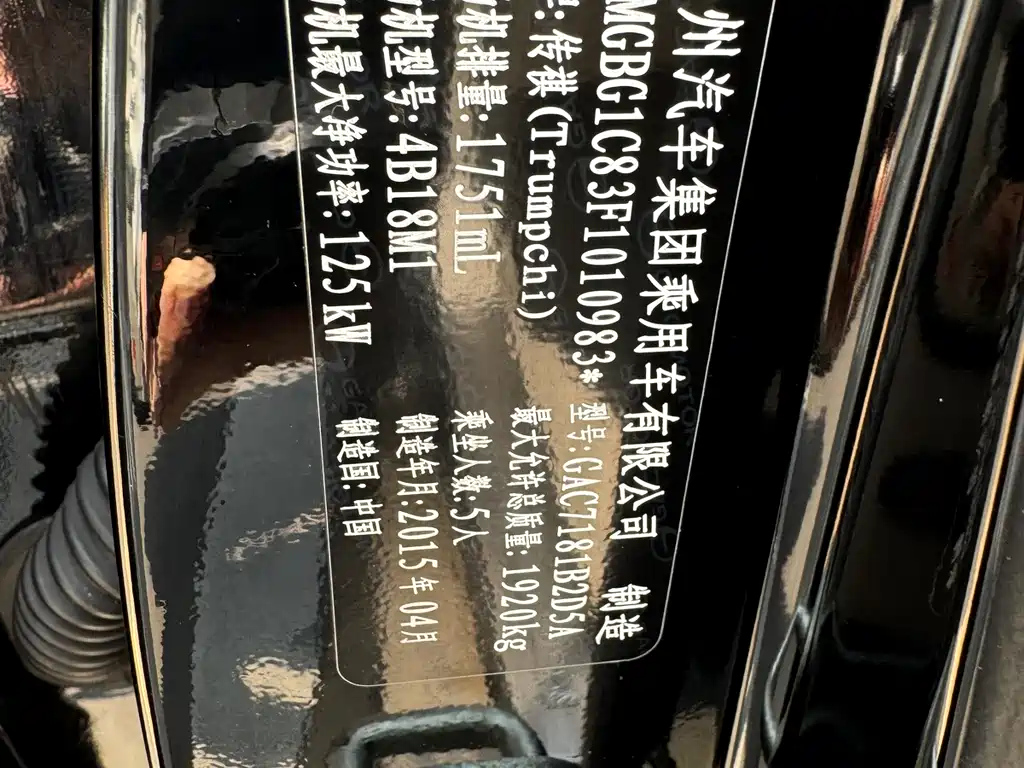 州汽车集团乘用车有限公司 制造
MGBG1C83F1010983*
型号:GAC7181B2D5A
:传祺(Trumpchi)
最大允许总质量:1920kg
机排量:1751mL
乘坐人数:5人
机型号:4B18M1
制造年月:2015年04月
机最大净功率:125kW
制造国:中国